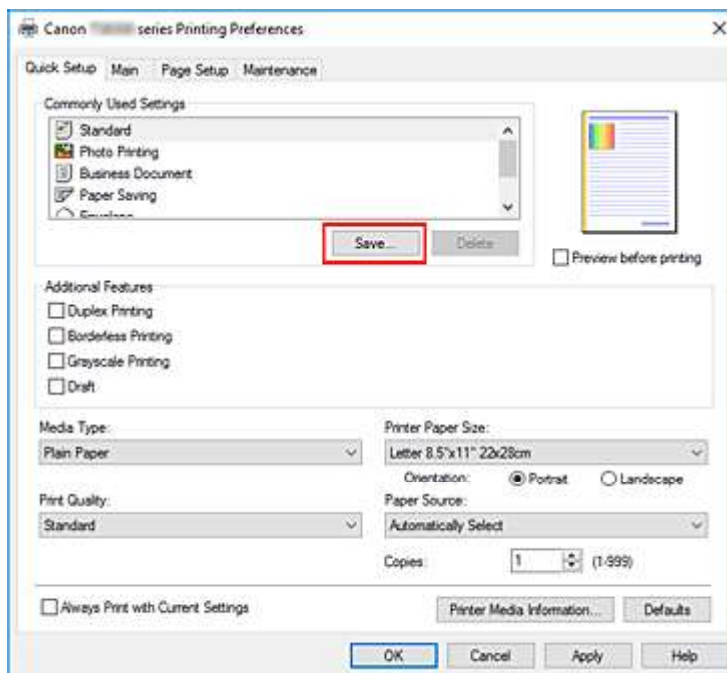 Canon series Printing Preferences
Quick Setup Main Page Setup Maintenance
Commonly Used Settings
Standard
Photo Printing
Business Document
Paper Saving
Envelope
Save... Delete
Preview before printing
Additional Features
Duplex Printing
Borderless Printing
Grayscale Printing
Draft
Media Type: Printer Paper Size:
Plain Paper Letter 8.5"x11" 22x28cm
Orientation: Portrait Landscape
Print Quality: Paper Source:
Standard Automatically Select
Copies: 1 (1-999)
Always Print with Current Settings Printer Media Information... Defaults
OK Cancel Apply Help